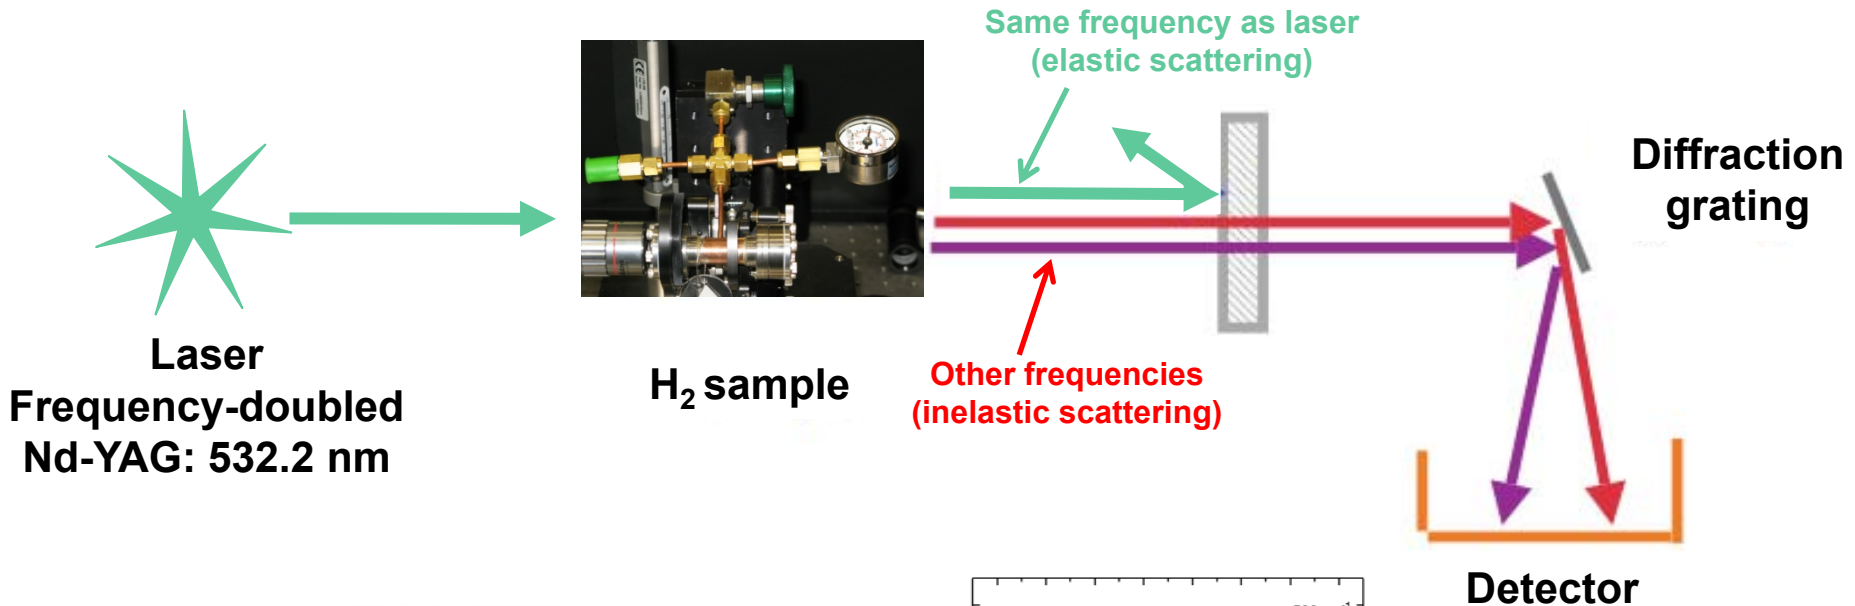 Same frequency as laser
(elastic scattering)
Diffraction
grating
Laser
Frequency-doubled
Nd-YAG: 532.2 nm
H₂ sample
Other frequencies
(inelastic scattering)
Detector